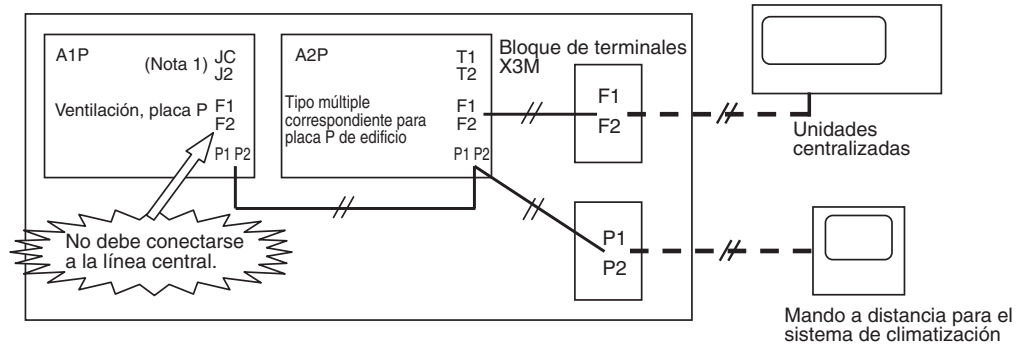 A1P
(Nota 1) JC
J2
Ventilación, placa P F1
F2
P1 P2
No debe conectarse
a la línea central.
A2P
T1
T2
Tipo múltiple
correspondiente para
placa P de edificio
F1
F2
P1 P2
Bloque de terminales
X3M
F1
F2
P1
P2
Unidades
centralizadas
Mando a distancia para el
sistema de climatización